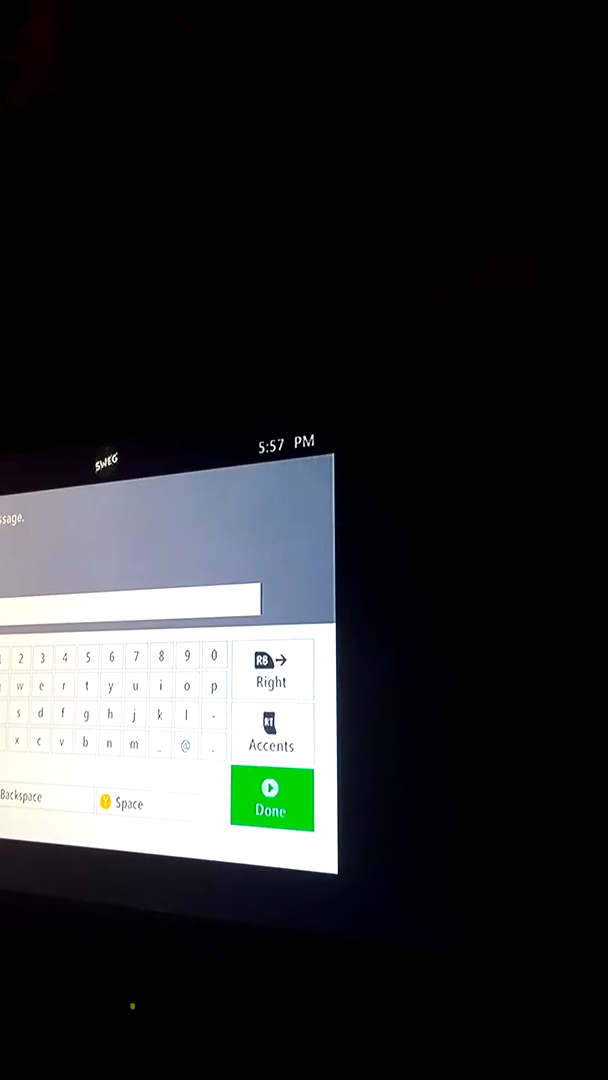 SWEG
5:57 PM
ssage.
2 3 4 5 6 7 8 9 0
w e r t y u i o p
s d f g h j k l -
x c v b n m _ @ .
RB
Right
RT
Accents
Backspace
Y Space
Done